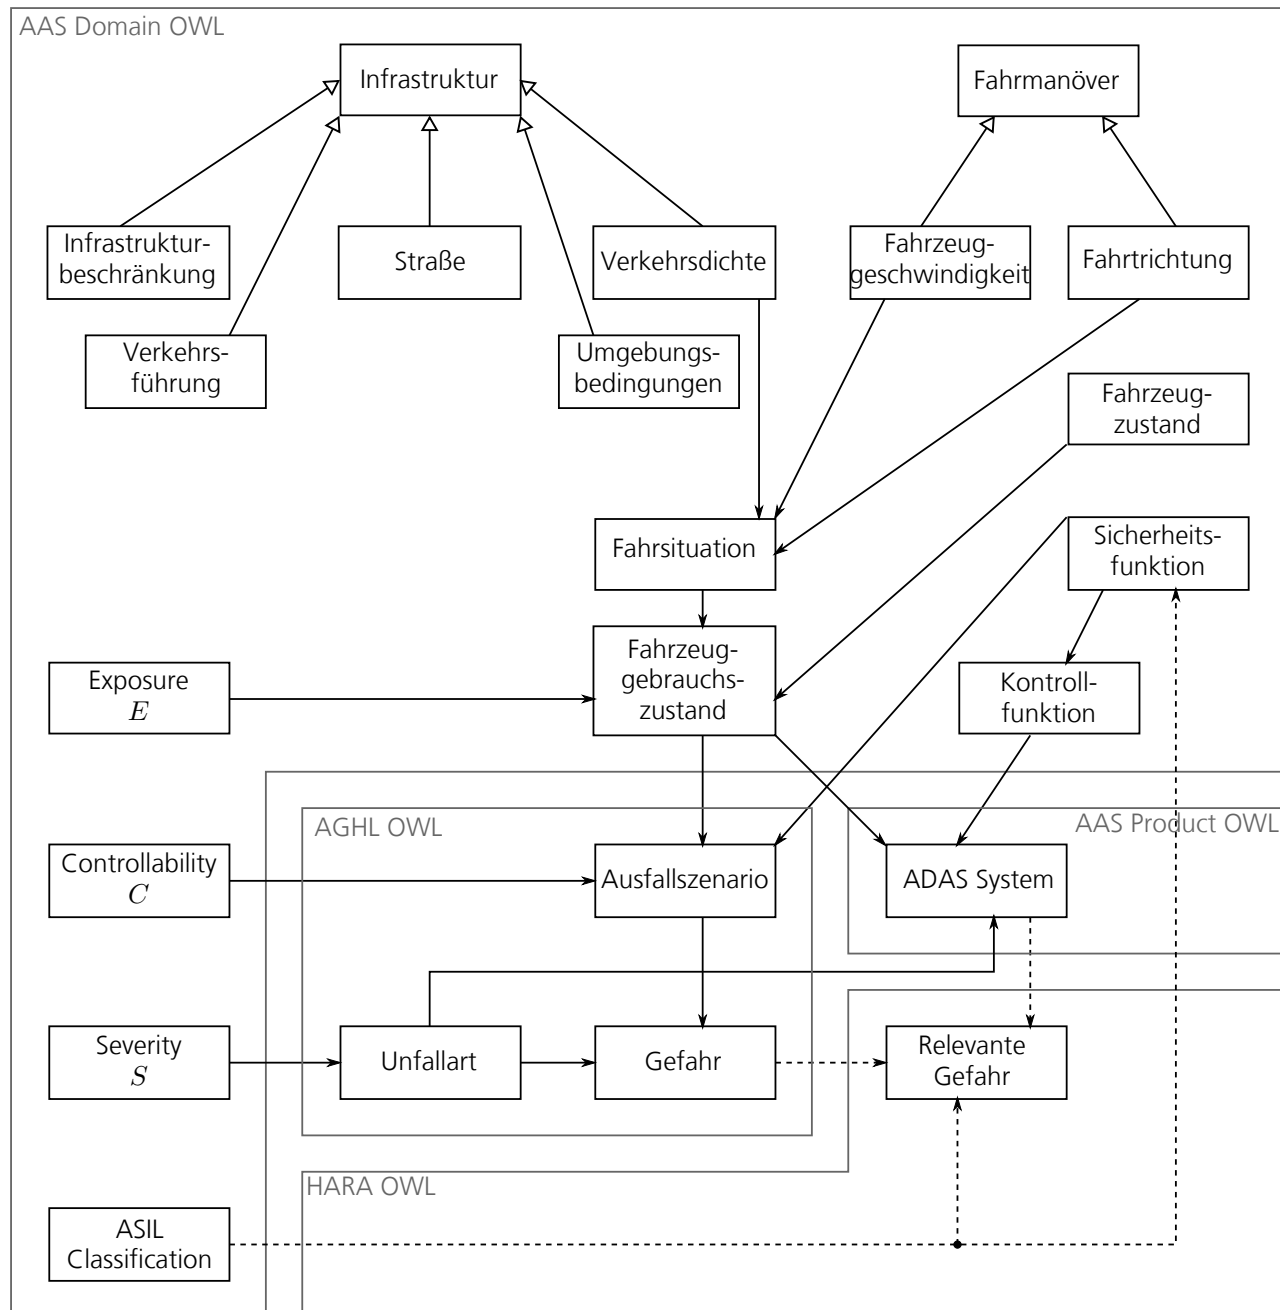 AAS Domain OWL
Infrastruktur
Fahrmanöver
Infrastruktur-
beschränkung
Straße
Verkehrsdichte
Fahrzeug-
geschwindigkeit
Fahrtrichtung
Verkehrs-
führung
Umgebungs-
bedingungen
Fahrzeug-
zustand
Fahrsituation
Sicherheits-
funktion
Exposure
E
Fahrzeug-
gebrauchs-
zustand
Kontroll-
funktion
AGHL OWL
AAS Product OWL
Controllability
C
Ausfallszenario
ADAS System
Severity
S
Unfallart
Gefahr
Relevante
Gefahr
HARA OWL
ASIL
Classification